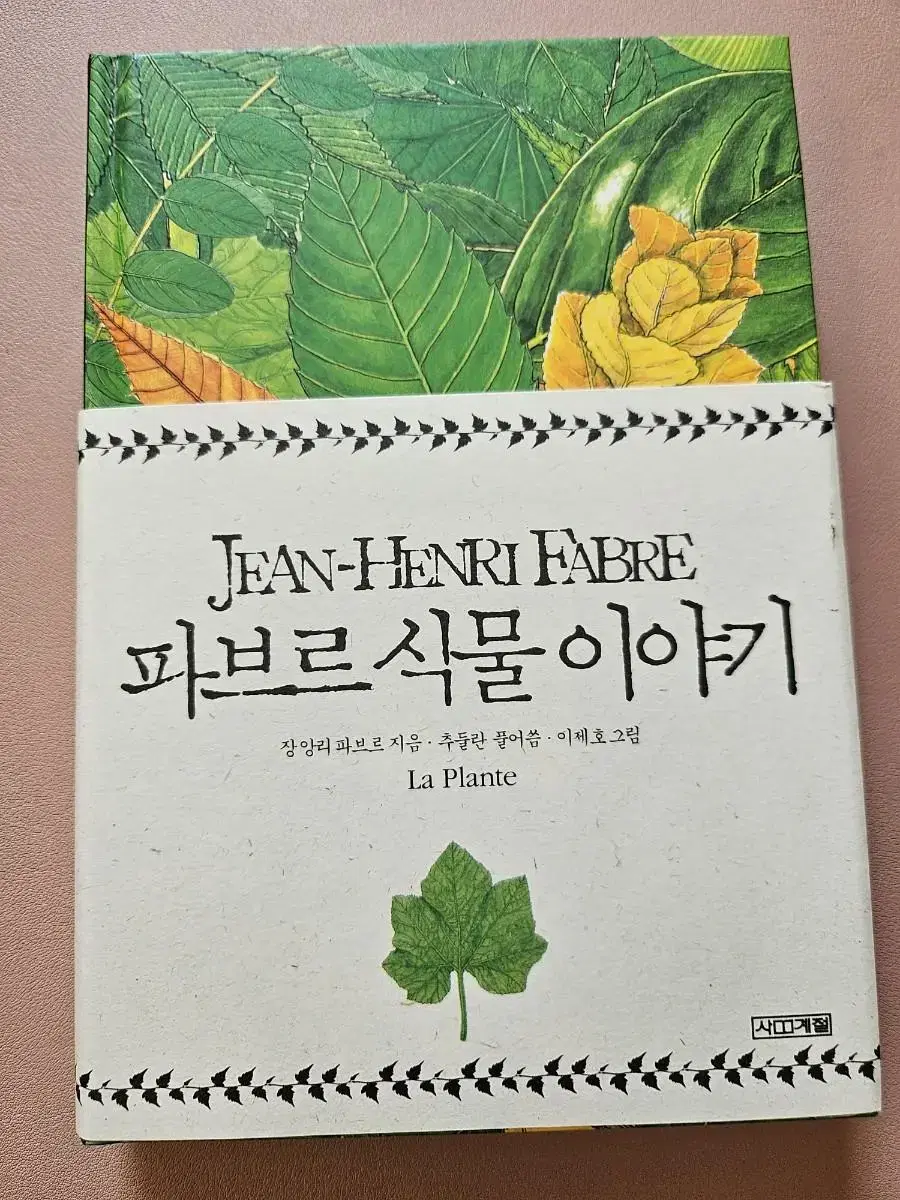 JEAN-HENRI FABRE
파브르 식물 이야기
장 앙리 파브르 지음 · 추둘란 풀어씀 · 이제호 그림
La Plante
사계절